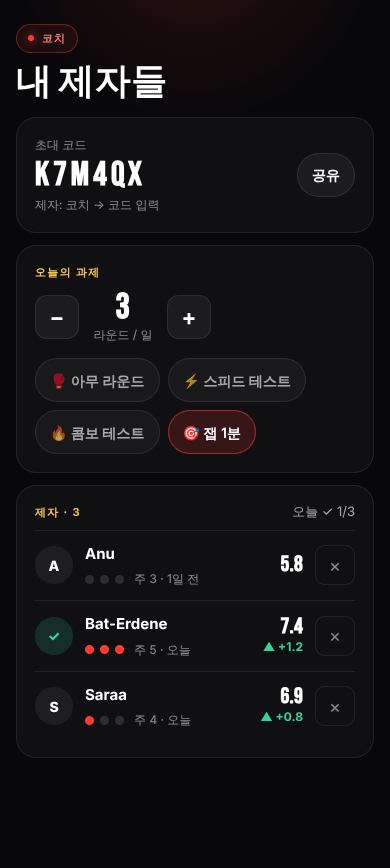 코치
내 제자들
초대 코드
K7M4QX
제자: 코치 → 코드 입력
공유
오늘의 과제
− 3 +
라운드 / 일
🥊 아무 라운드
⚡ 스피드 테스트
🔥 콤보 테스트
🎯 잽 1분
제자 · 3
오늘 ✓ 1/3
A
Anu
주 3 · 1일 전
5.8
×
✓
Bat-Erdene
주 5 · 오늘
7.4
▲ +1.2
×
S
Saraa
주 4 · 오늘
6.9
▲ +0.8
×